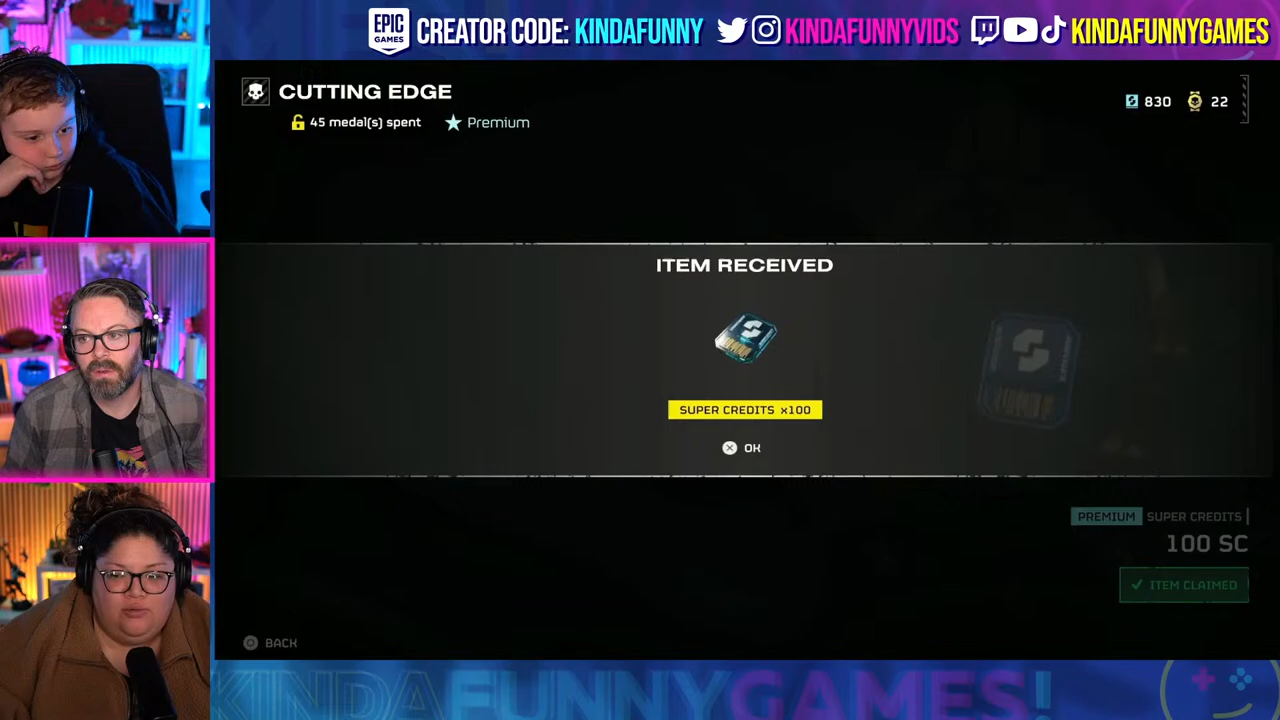 EPIC GAMES CREATOR CODE: KINDAFUNNY KINDAFUNNYVIDS KINDAFUNNYGAMES
CUTTING EDGE
45 medal(s) spent Premium
830 22
ITEM RECEIVED
SUPER CREDITS x100
OK
PREMIUM SUPER CREDITS
100 SC
ITEM CLAIMED
BACK
KINDAFUNNYGAMES!